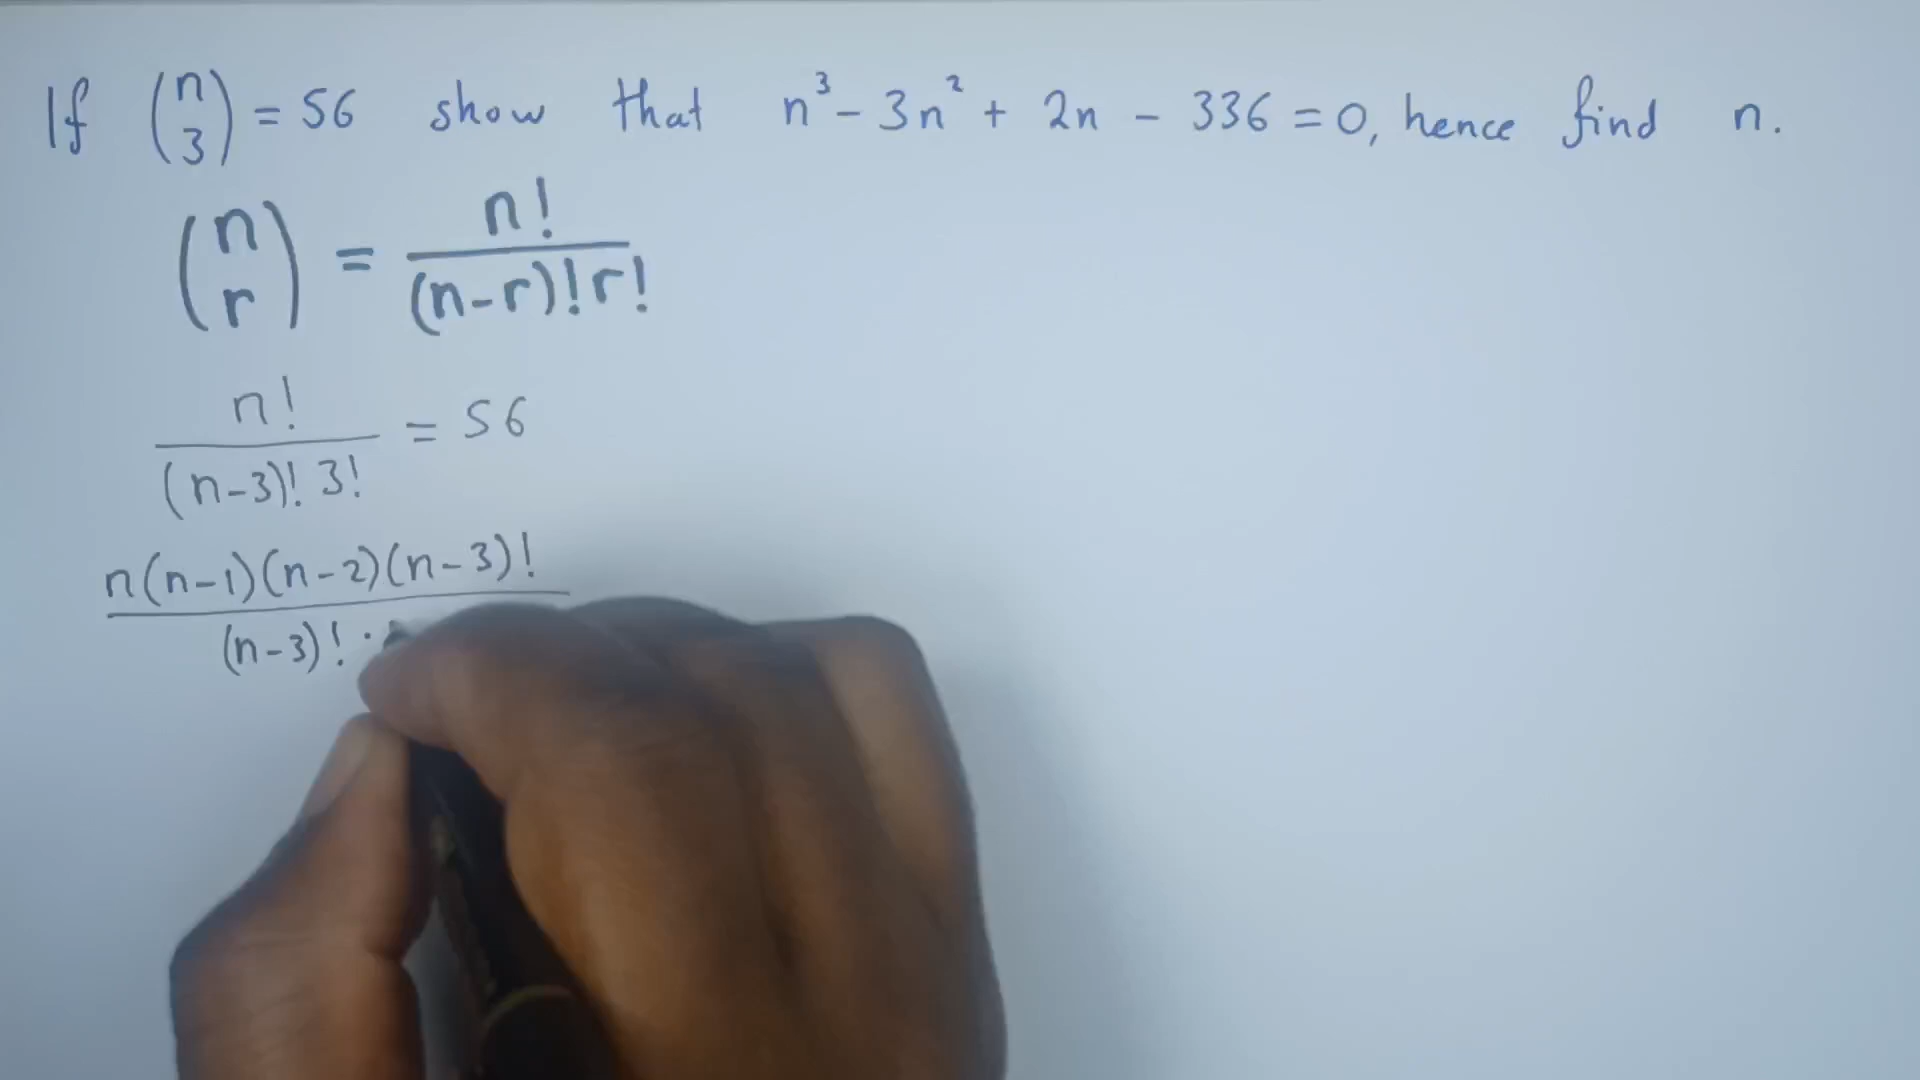 If (n 3) = 56 show that n³ - 3n² + 2n - 336 = 0, hence find n.
(n r) = n! / (n-r)! r!
n! / (n-3)! 3! = 56
n(n-1)(n-2)(n-3)! / (n-3)! ·